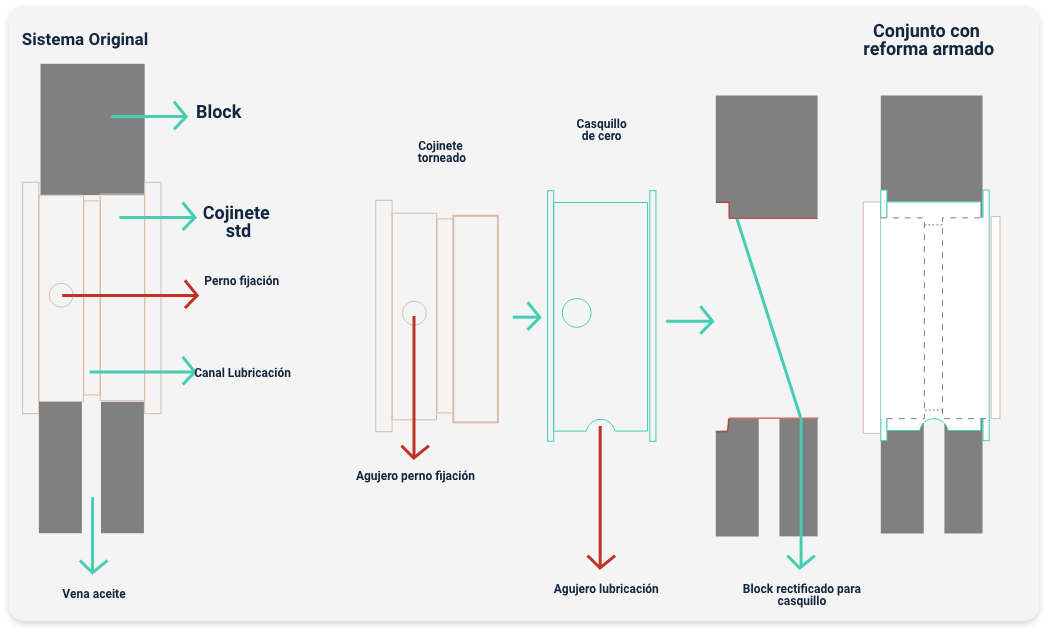 Sistema Original
Conjunto con
reforma armado
Block
Casquillo
de cero
Cojinete
torneado
Cojinete
std
Perno fijación
Canal Lubricación
Agujero perno fijación
Vena aceite
Agujero lubricación
Block rectificado para
casquillo